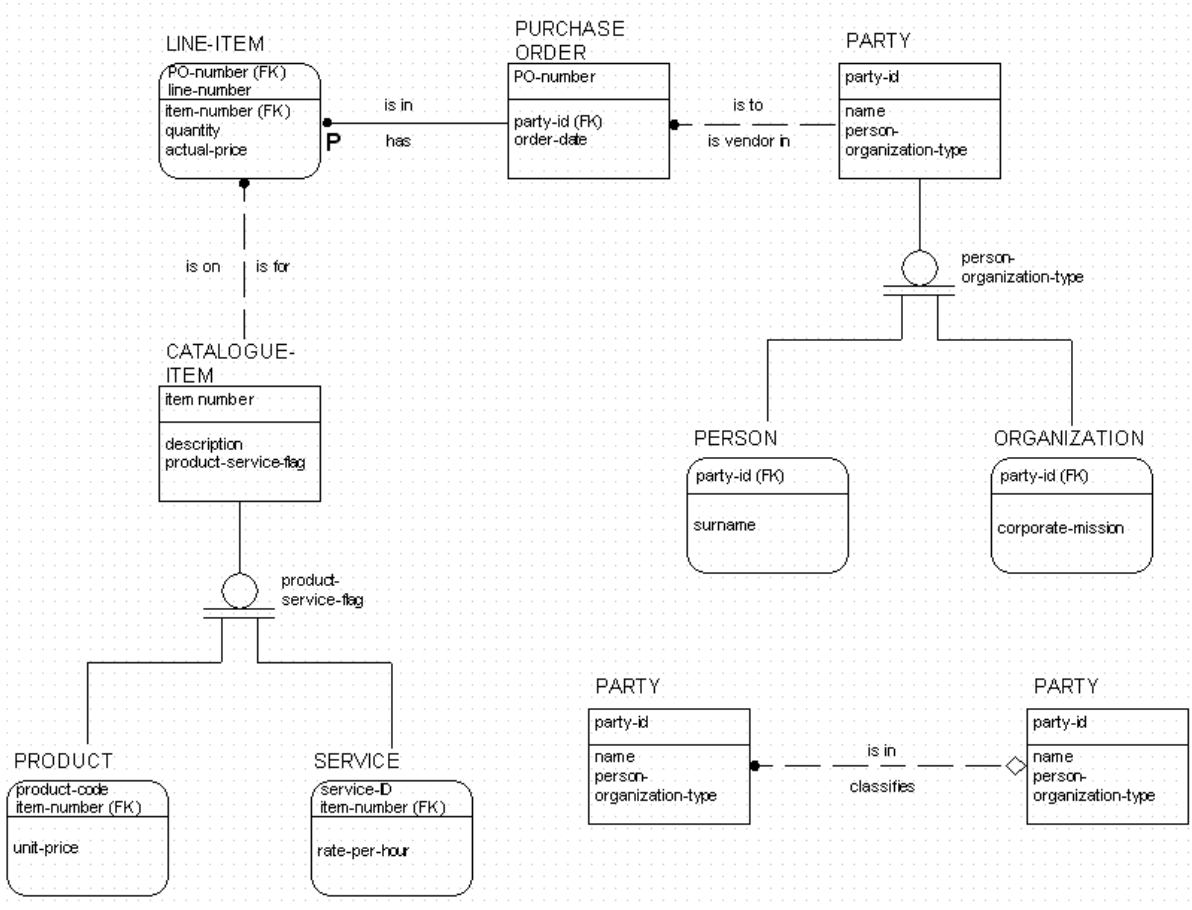 LINE-ITEM
PO-number (FK)
line-number
item-number (FK)
quantity
actual-price
P
is in
has
PURCHASE
ORDER
PO-number
party-id (FK)
order-date
is to
is vendor in
PARTY
party-id
name
person-
organization-type
person-
organization-type
is on
is for
CATALOGUE-
ITEM
item number
description
product-service-flag
PERSON
party-id (FK)
surname
ORGANIZATION
party-id (FK)
corporate-mission
product-
service-flag
PRODUCT
product-code
item-number (FK)
unit-price
SERVICE
service-ID
item-number (FK)
rate-per-hour
PARTY
party-id
name
person-
organization-type
is in
classifies
PARTY
party-id
name
person-
organization-type